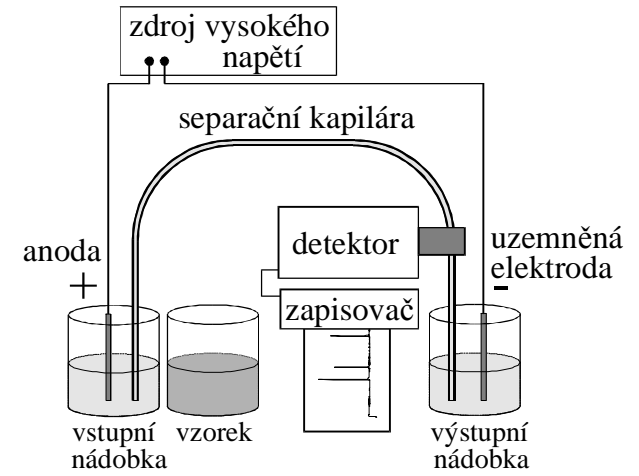 zdroj vysokého
napětí
separační kapilára
detektor
anoda
+
uzemněná
elektroda
-
zapisovač
vstupní
nádobka
vzorek
výstupní
nádobka